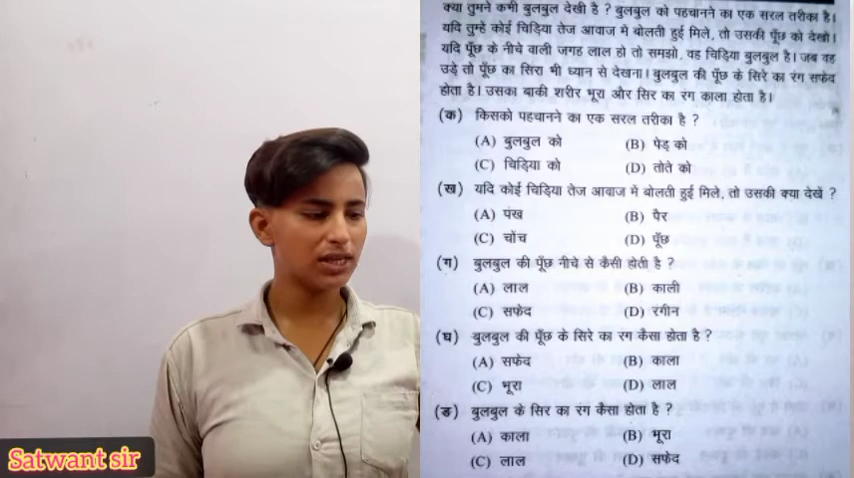 क्या तुमने कभी बुलबुल देखी है ? बुलबुल को पहचानने का एक सरल तरीका है।
यदि तुम्हें कोई चिड़िया तेज आवाज में बोलती हुई मिले, तो उसकी पूँछ को देखो।
यदि पूँछ के नीचे वाली जगह लाल हो तो समझो, वह चिड़िया बुलबुल है। जब वह
उड़े तो पूँछ का सिरा भी ध्यान से देखना। बुलबुल की पूँछ के सिरे का रंग सफेद
होता है। उसका बाकी शरीर भूरा और सिर का रंग काला होता है।
(क) किसको पहचानने का एक सरल तरीका है ?
(A) बुलबुल को (B) पेड़ को
(C) चिड़िया को (D) तोते को
(ख) यदि कोई चिड़िया तेज आवाज में बोलती हुई मिले, तो उसकी क्या देखें ?
(A) पंख (B) पैर
(C) चोंच (D) पूँछ
(ग) बुलबुल की पूँछ नीचे से कैसी होती है ?
(A) लाल (B) काली
(C) सफेद (D) रंगीन
(घ) बुलबुल की पूँछ के सिरे का रंग कैसा होता है ?
(A) सफेद (B) काला
(C) भूरा (D) लाल
(ङ) बुलबुल के सिर का रंग कैसा होता है ?
(A) काला (B) भूरा
(C) लाल (D) सफेद
Satwant sir